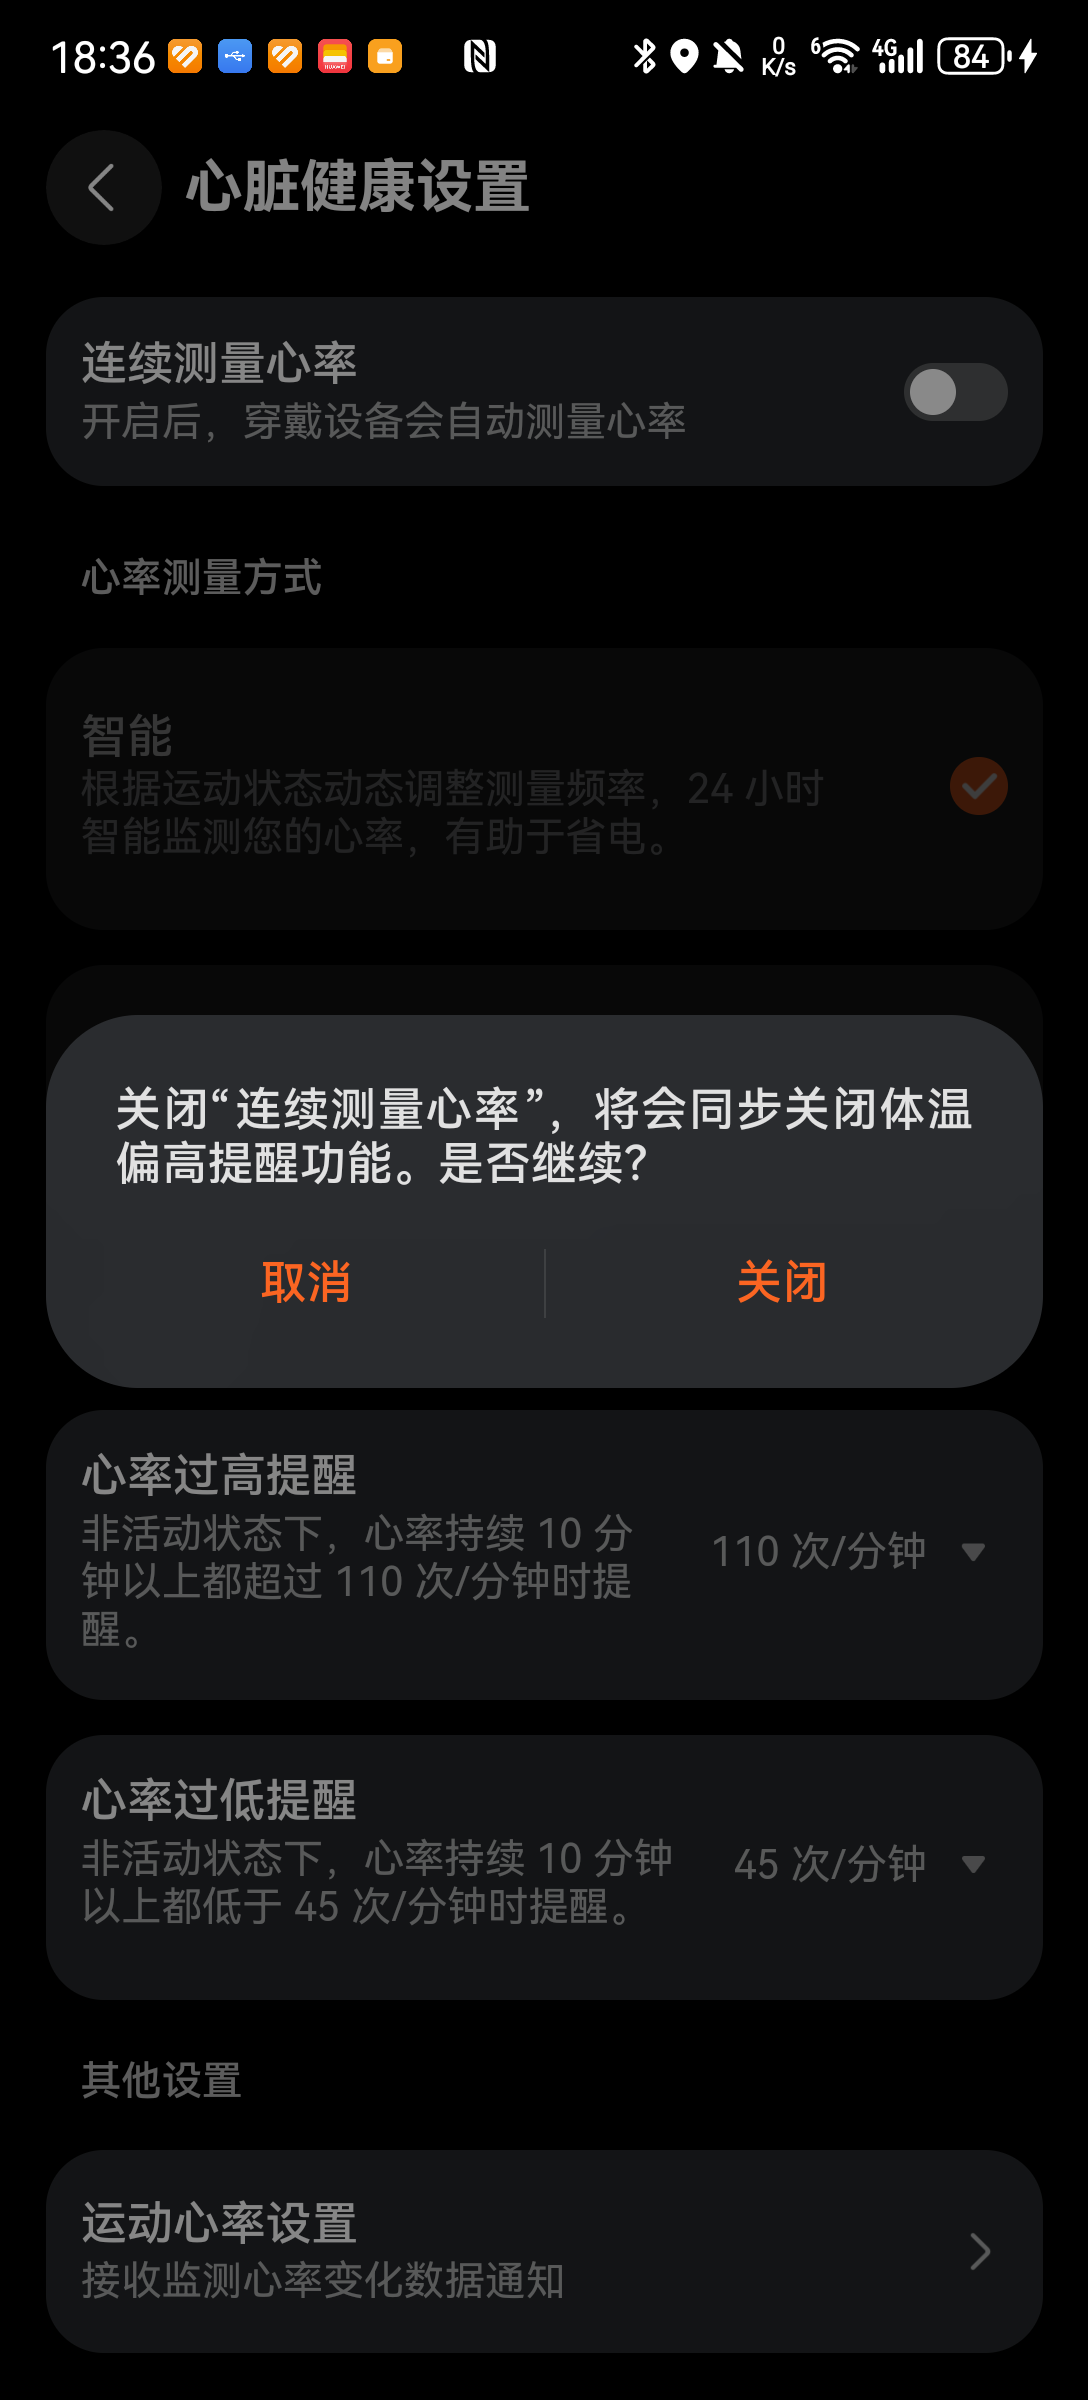 18:36
0
K/s
6
4G
84
心脏健康设置
连续测量心率
开启后，穿戴设备会自动测量心率
心率测量方式
智能
根据运动状态动态调整测量频率，24 小时
智能监测您的心率，有助于省电。
关闭“连续测量心率”，将会同步关闭体温
偏高提醒功能。是否继续？
取消
关闭
心率过高提醒
非活动状态下，心率持续 10 分
钟以上都超过 110 次/分钟时提
醒。
110 次/分钟
心率过低提醒
非活动状态下，心率持续 10 分钟
以上都低于 45 次/分钟时提醒。
45 次/分钟
其他设置
运动心率设置
接收监测心率变化数据通知